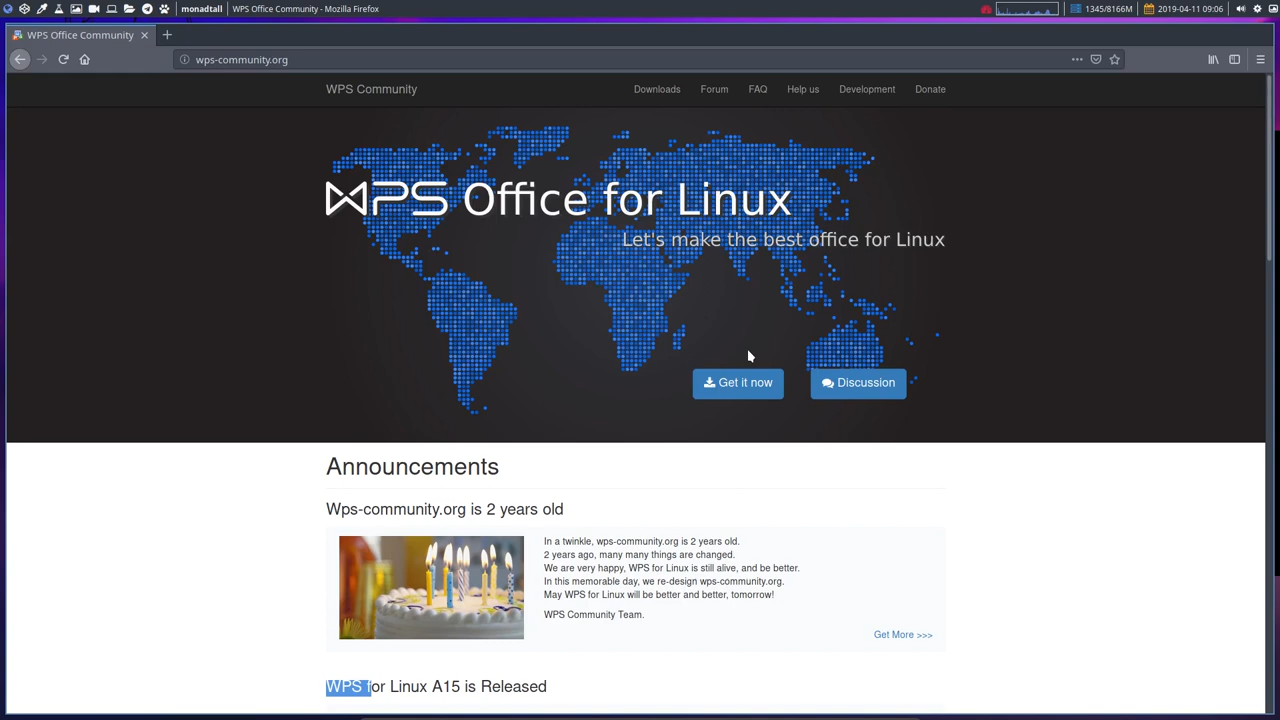 monadtall WPS Office Community - Mozilla Firefox 1345/8166M 2019-04-11 09:06
WPS Office Community
wps-community.org
WPS Community Downloads Forum FAQ Help us Development Donate
WPS Office for Linux
Let's make the best office for Linux
Get it now Discussion
Announcements
Wps-community.org is 2 years old
In a twinkle, wps-community.org is 2 years old.
2 years ago, many many things are changed.
We are very happy, WPS for Linux is still alive, and be better.
In this memorable day, we re-design wps-community.org.
May WPS for Linux will be better and better, tomorrow!
WPS Community Team.
Get More >>>
WPS for Linux A15 is Released